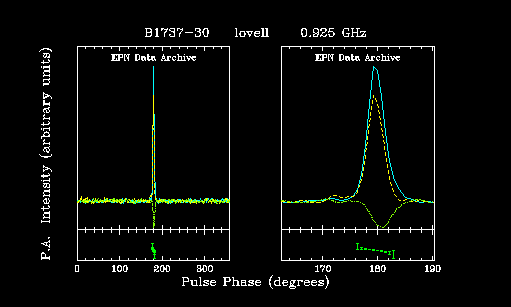 B1737-30 lovell 0.925 GHz
EPN Data Archive EPN Data Archive
Intensity (arbitrary units)
P.A.
0 100 200 300 170 180 190
Pulse Phase (degrees)